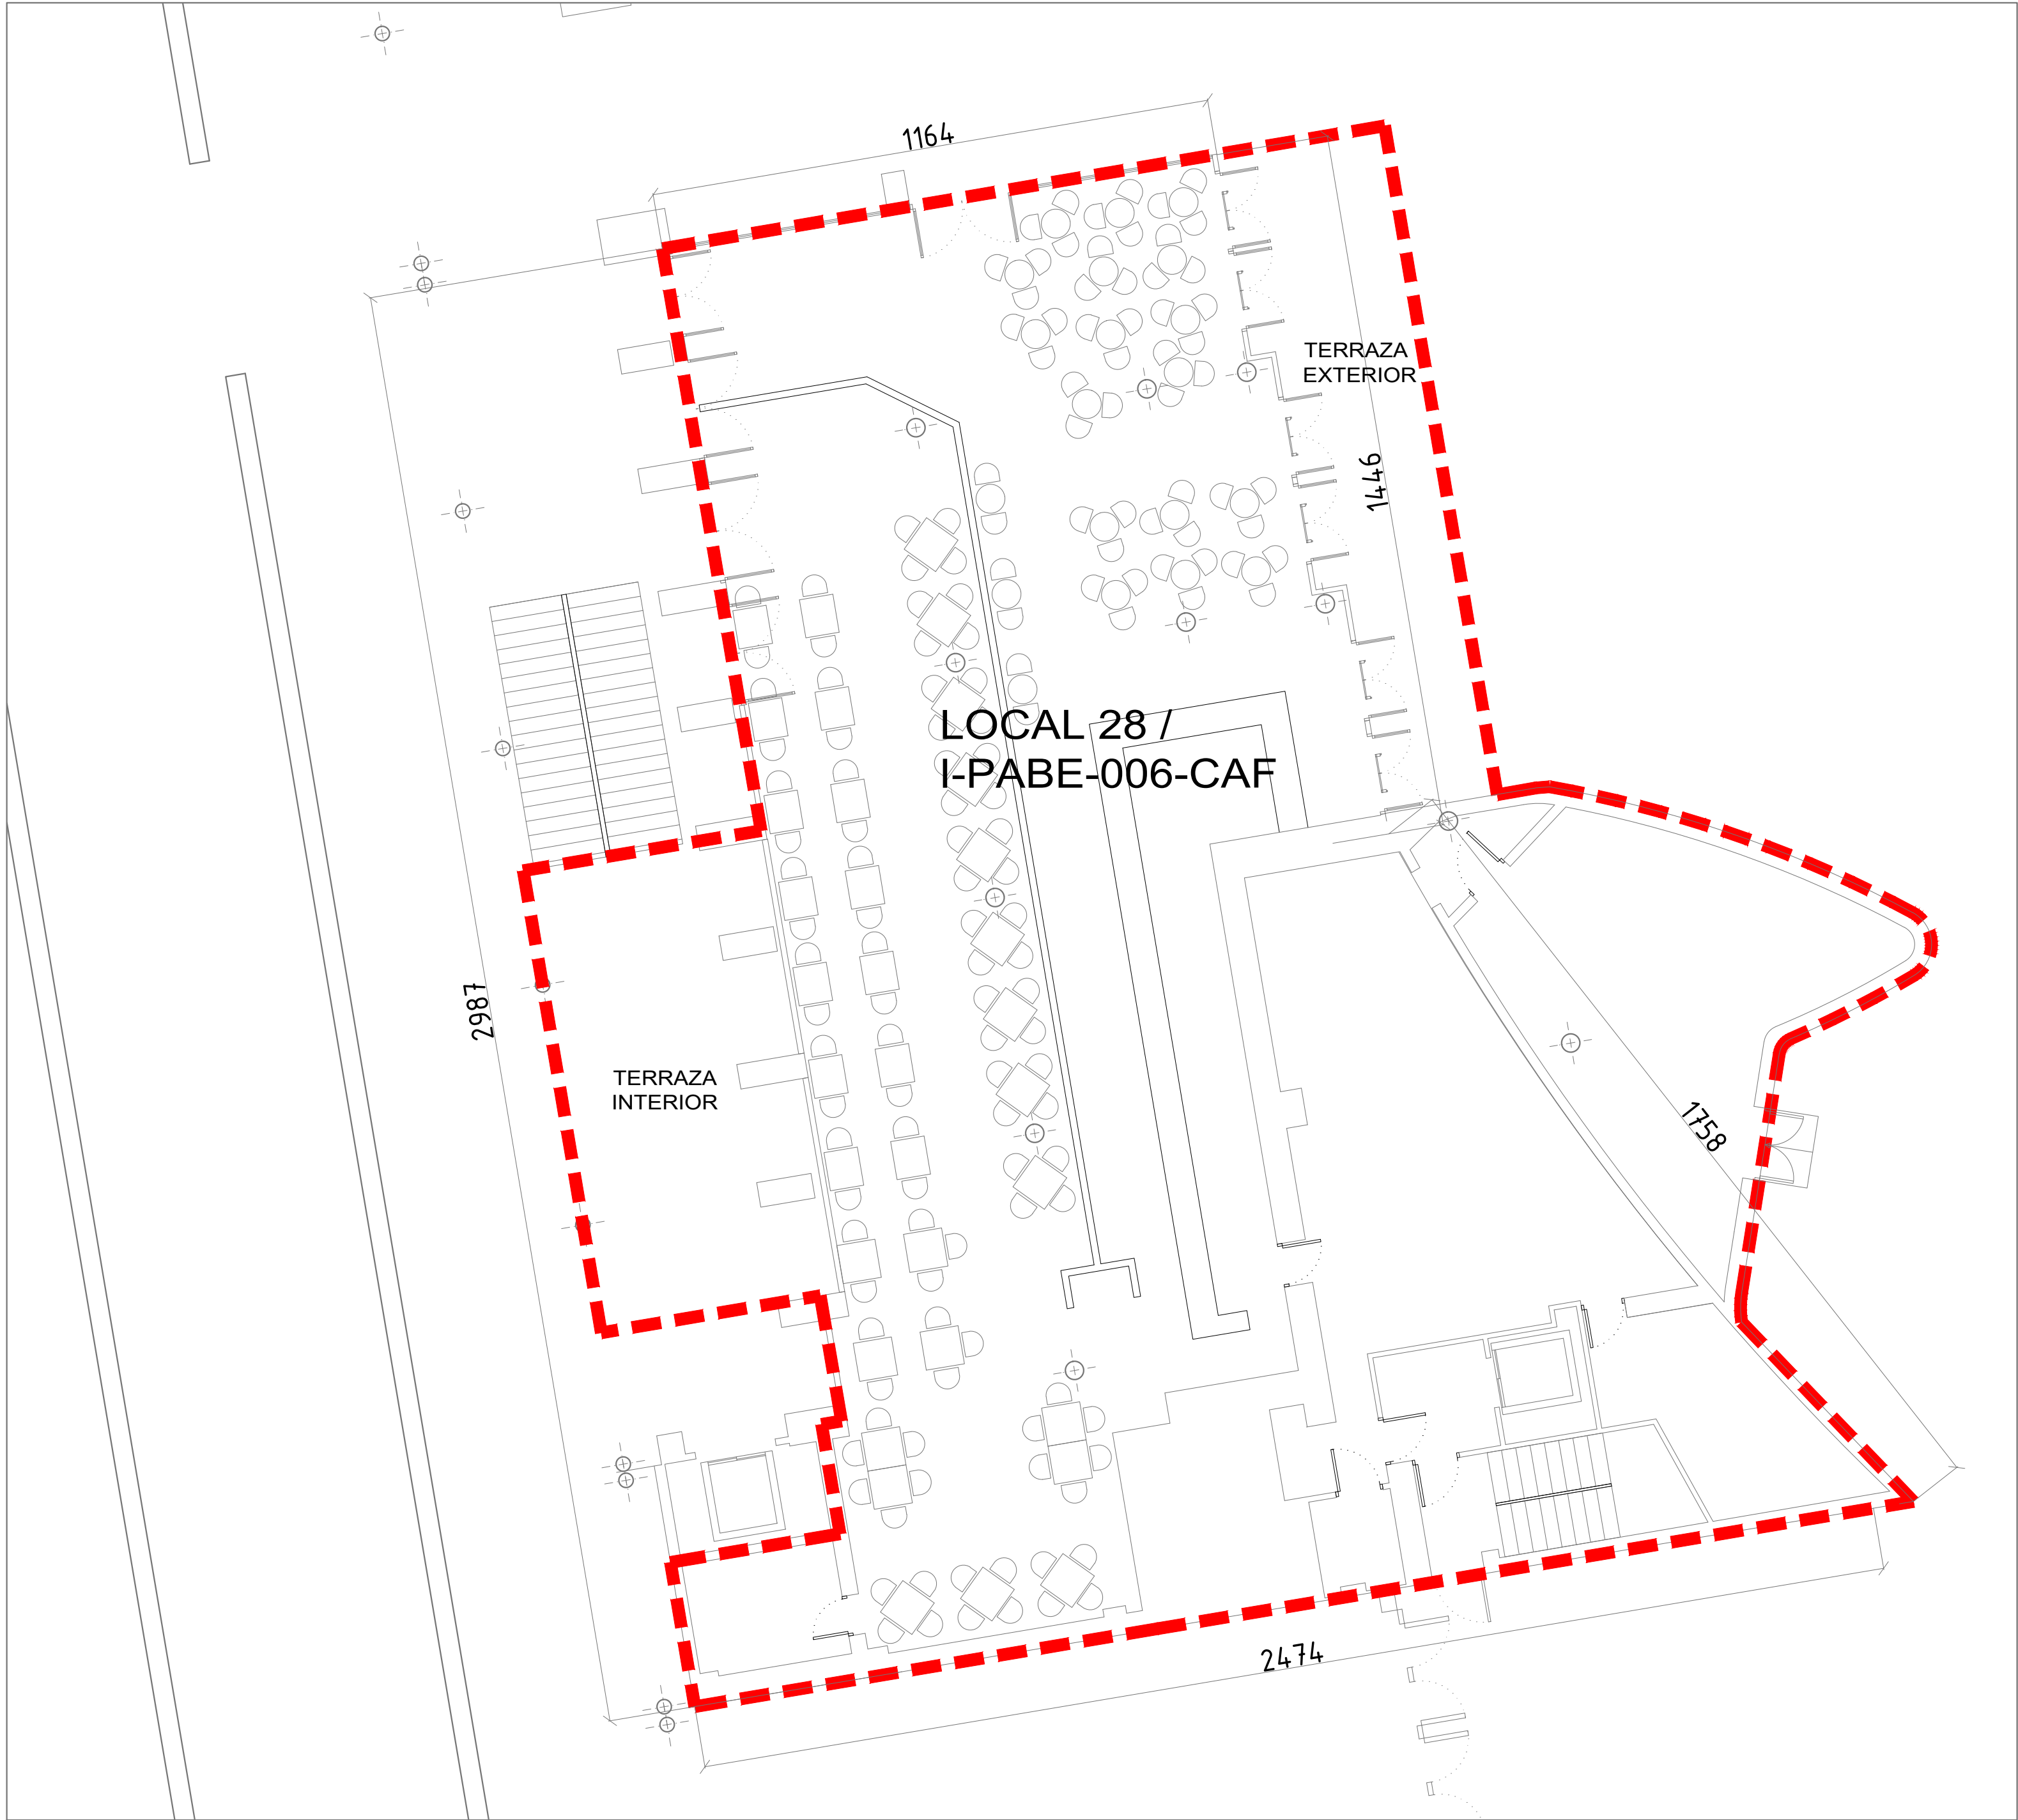 1164
TERRAZA
EXTERIOR
1446
LOCAL 28 /
I-PABE-006-CAF
2987
TERRAZA
INTERIOR
1758
2474